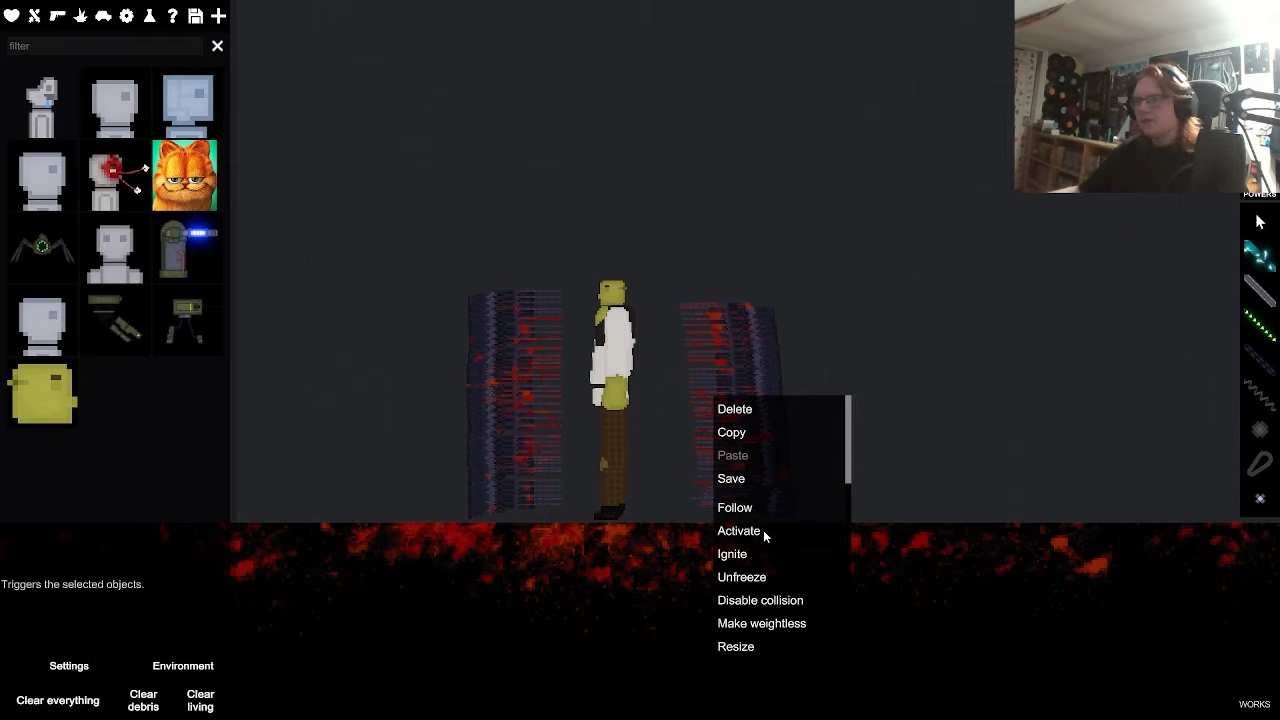 filter
POWERS
Delete
Copy
Paste
Save
Follow
Activate
Ignite
Unfreeze
Disable collision
Make weightless
Resize
Triggers the selected objects.
Settings
Environment
Clear everything
Clear
debris
Clear
living
WORKS